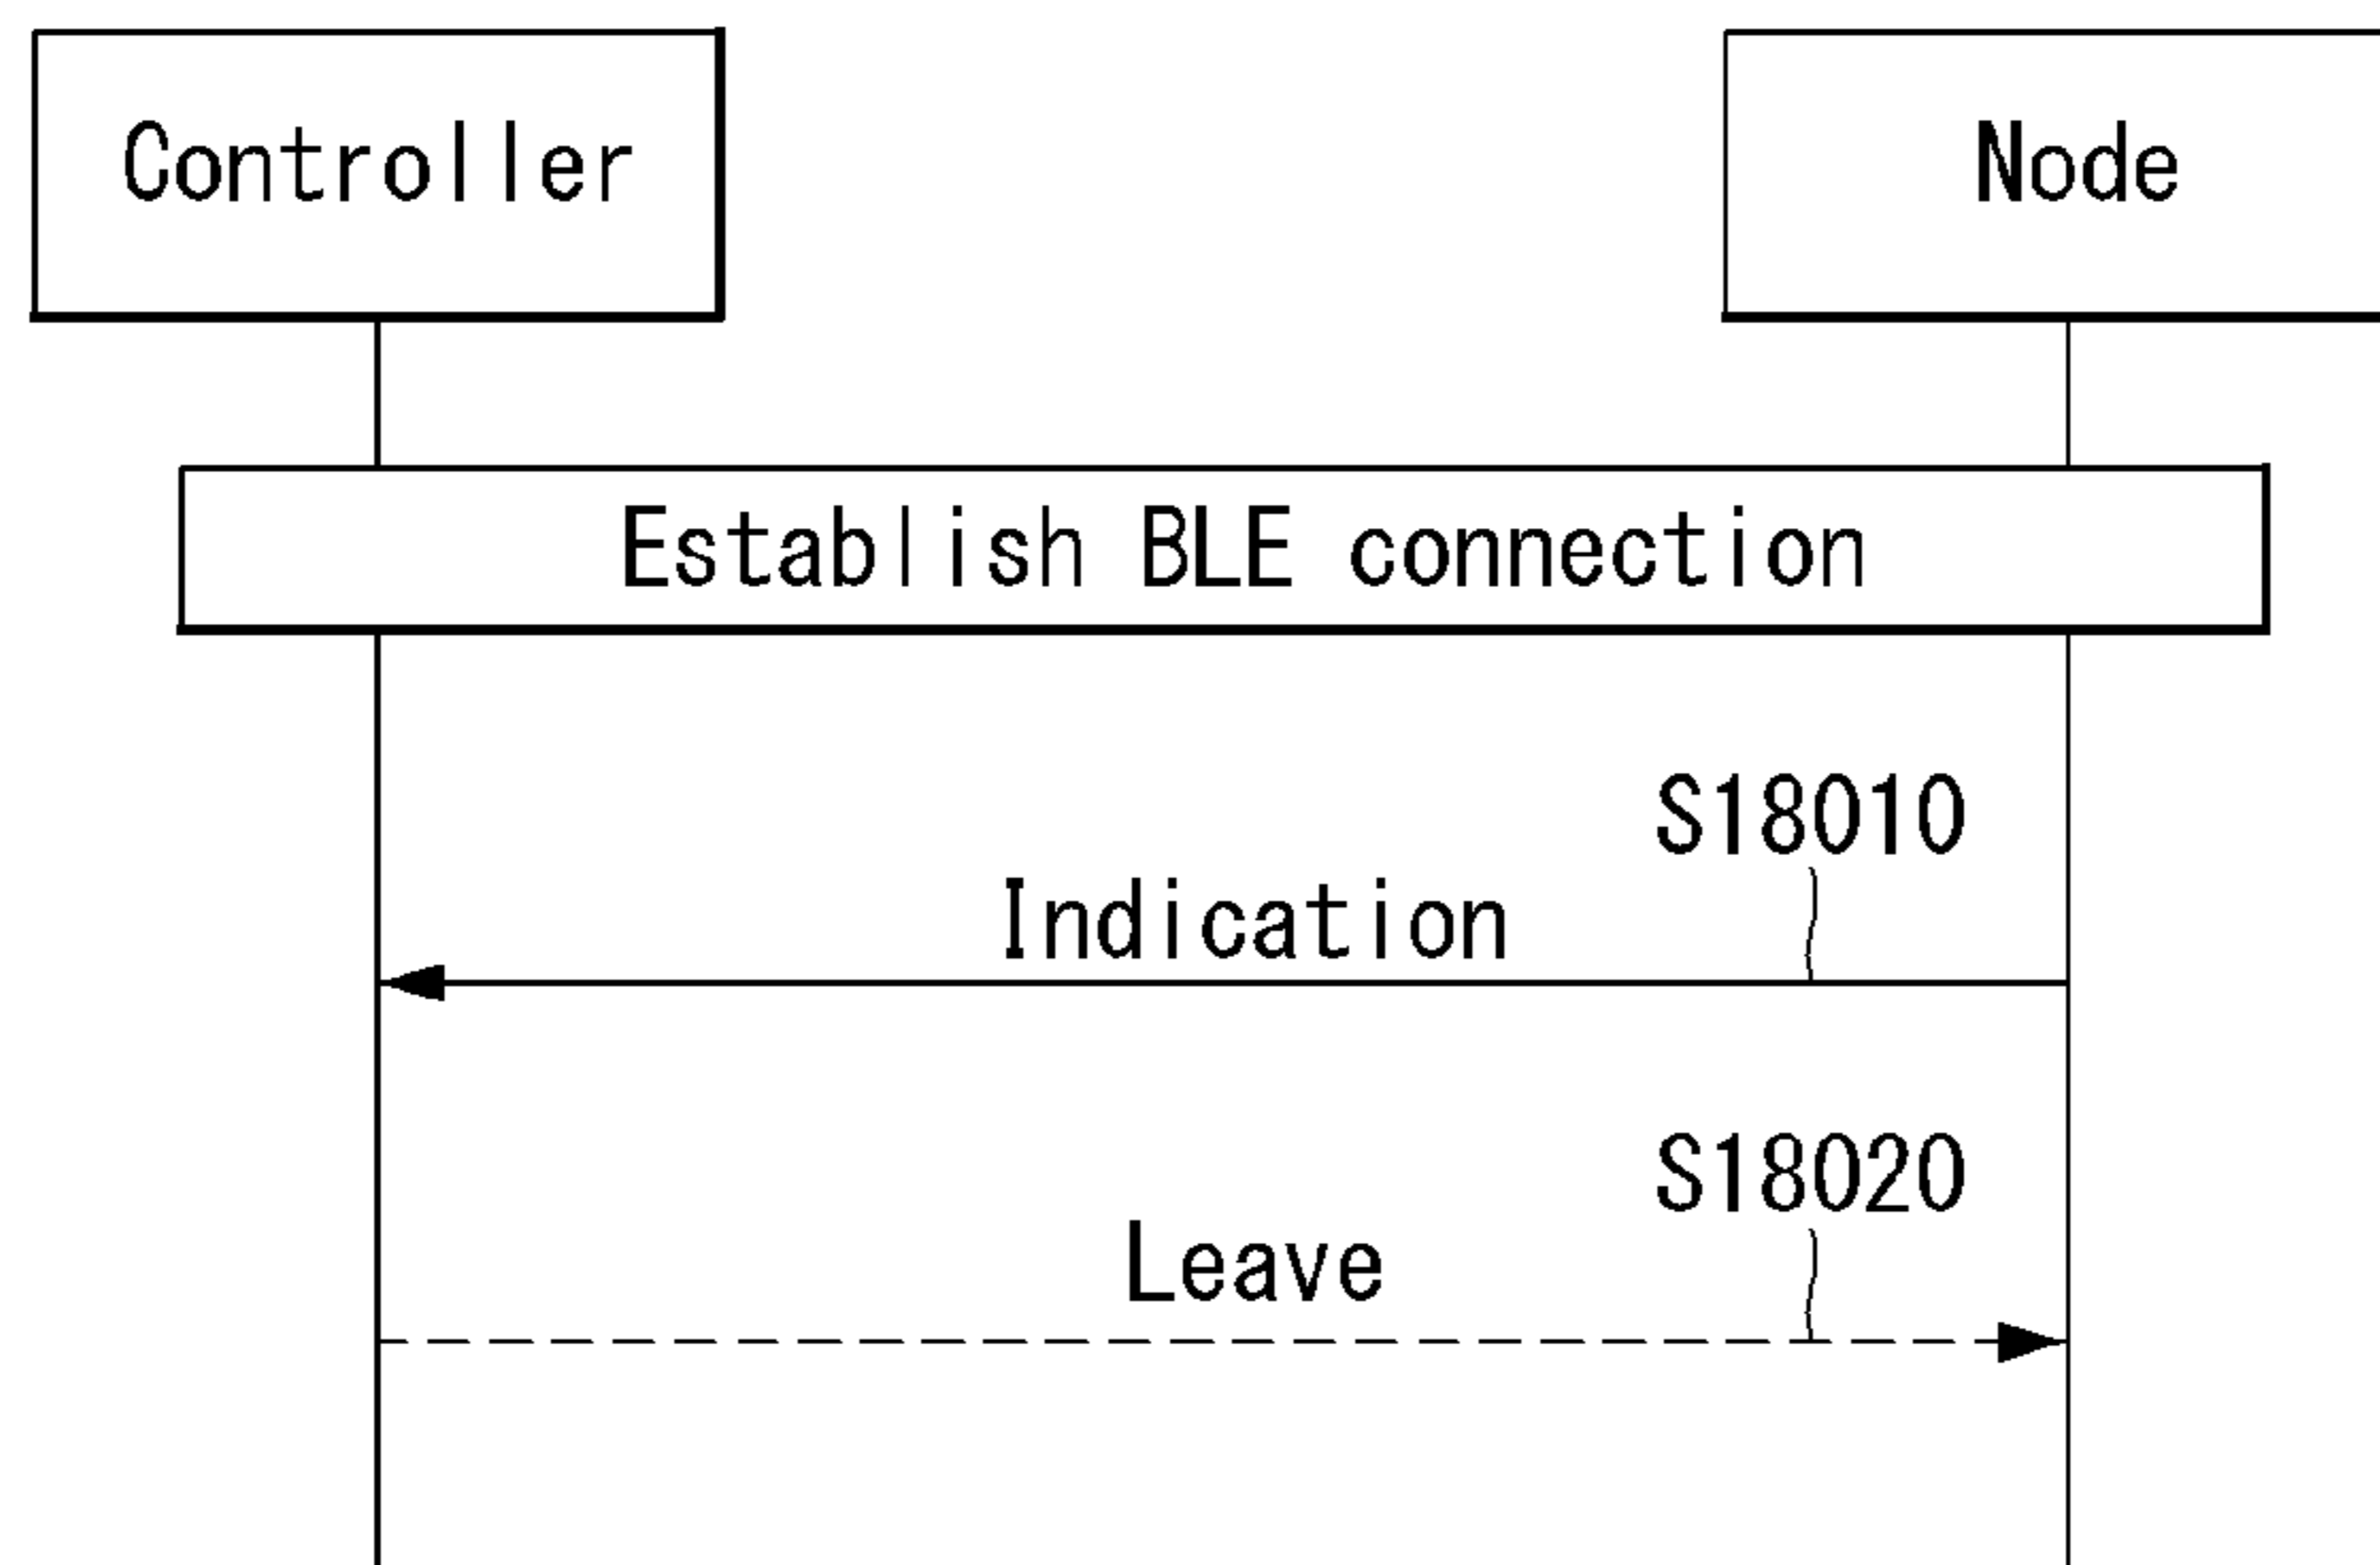 Controller
Node
Establish BLE connection
S18010
Indication
S18020
Leave